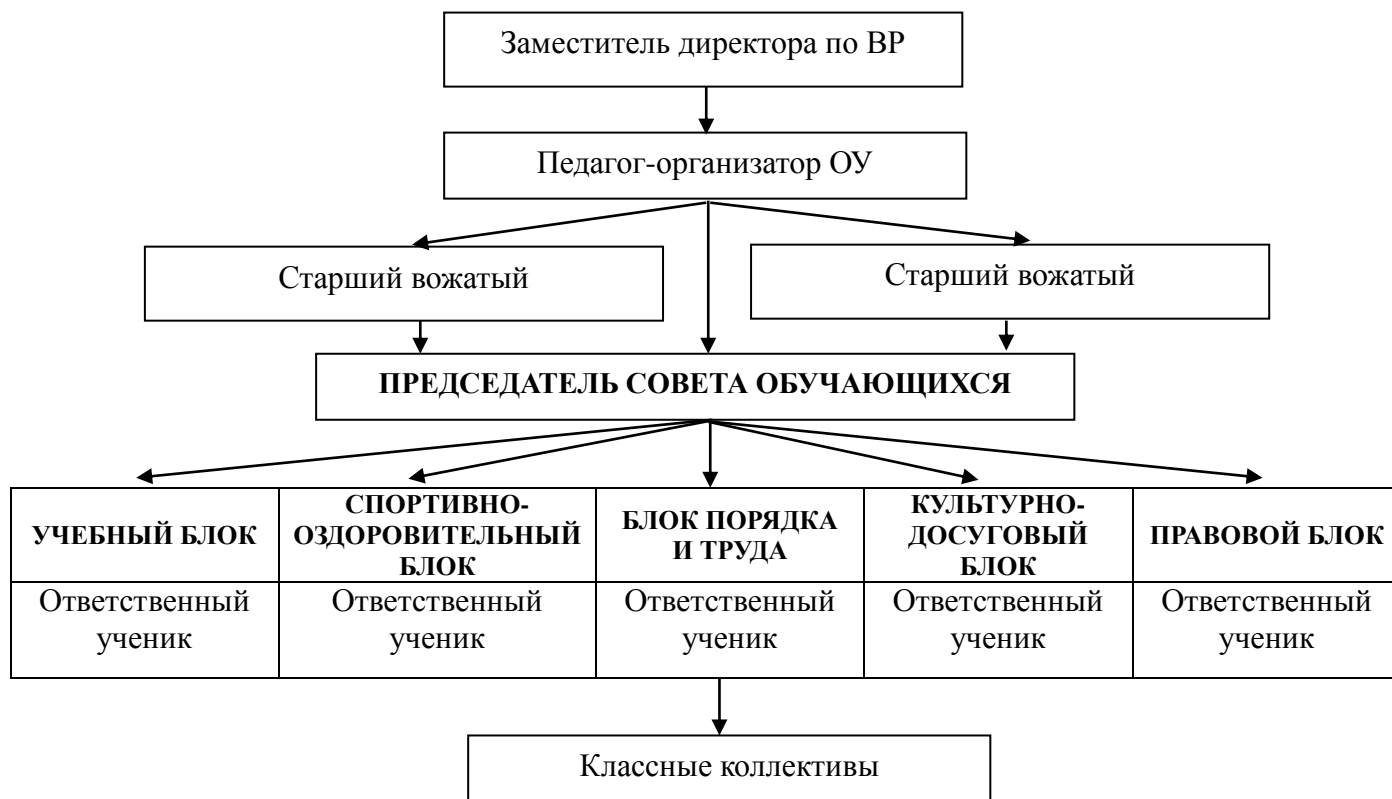 Заместитель директора по ВР
Педагог-организатор ОУ
Старший вожатый
Старший вожатый
ПРЕДСЕДАТЕЛЬ СОВЕТА ОБУЧАЮЩИХСЯ
УЧЕБНЫЙ БЛОК
СПОРТИВНО-
ОЗДОРОВИТЕЛЬНЫЙ
БЛОК
БЛОК ПОРЯДКА
И ТРУДА
КУЛЬТУРНО-
ДОСУГОВЫЙ
БЛОК
ПРАВОВОЙ БЛОК
Ответственный
ученик
Ответственный
ученик
Ответственный
ученик
Ответственный
ученик
Ответственный
ученик
Классные коллективы